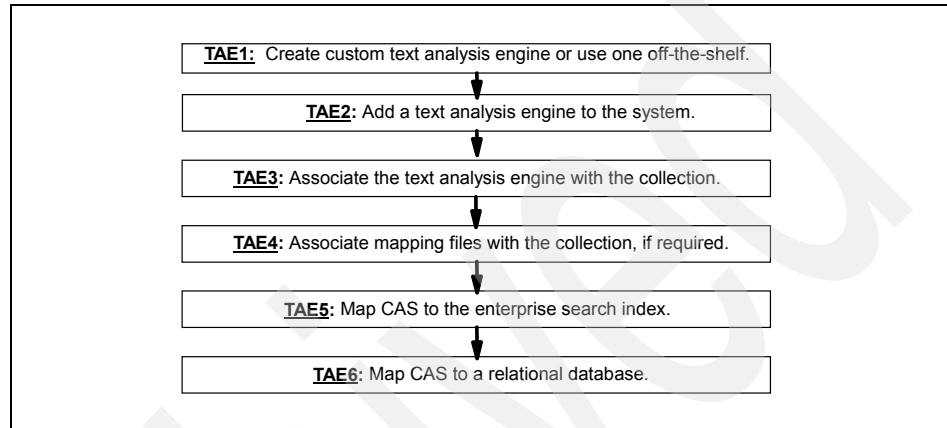 TAE1: Create custom text analysis engine or use one off-the-shelf.
TAE2: Add a text analysis engine to the system.
TAE3: Associate the text analysis engine with the collection.
TAE4: Associate mapping files with the collection, if required.
TAE5: Map CAS to the enterprise search index.
TAE6: Map CAS to a relational database.